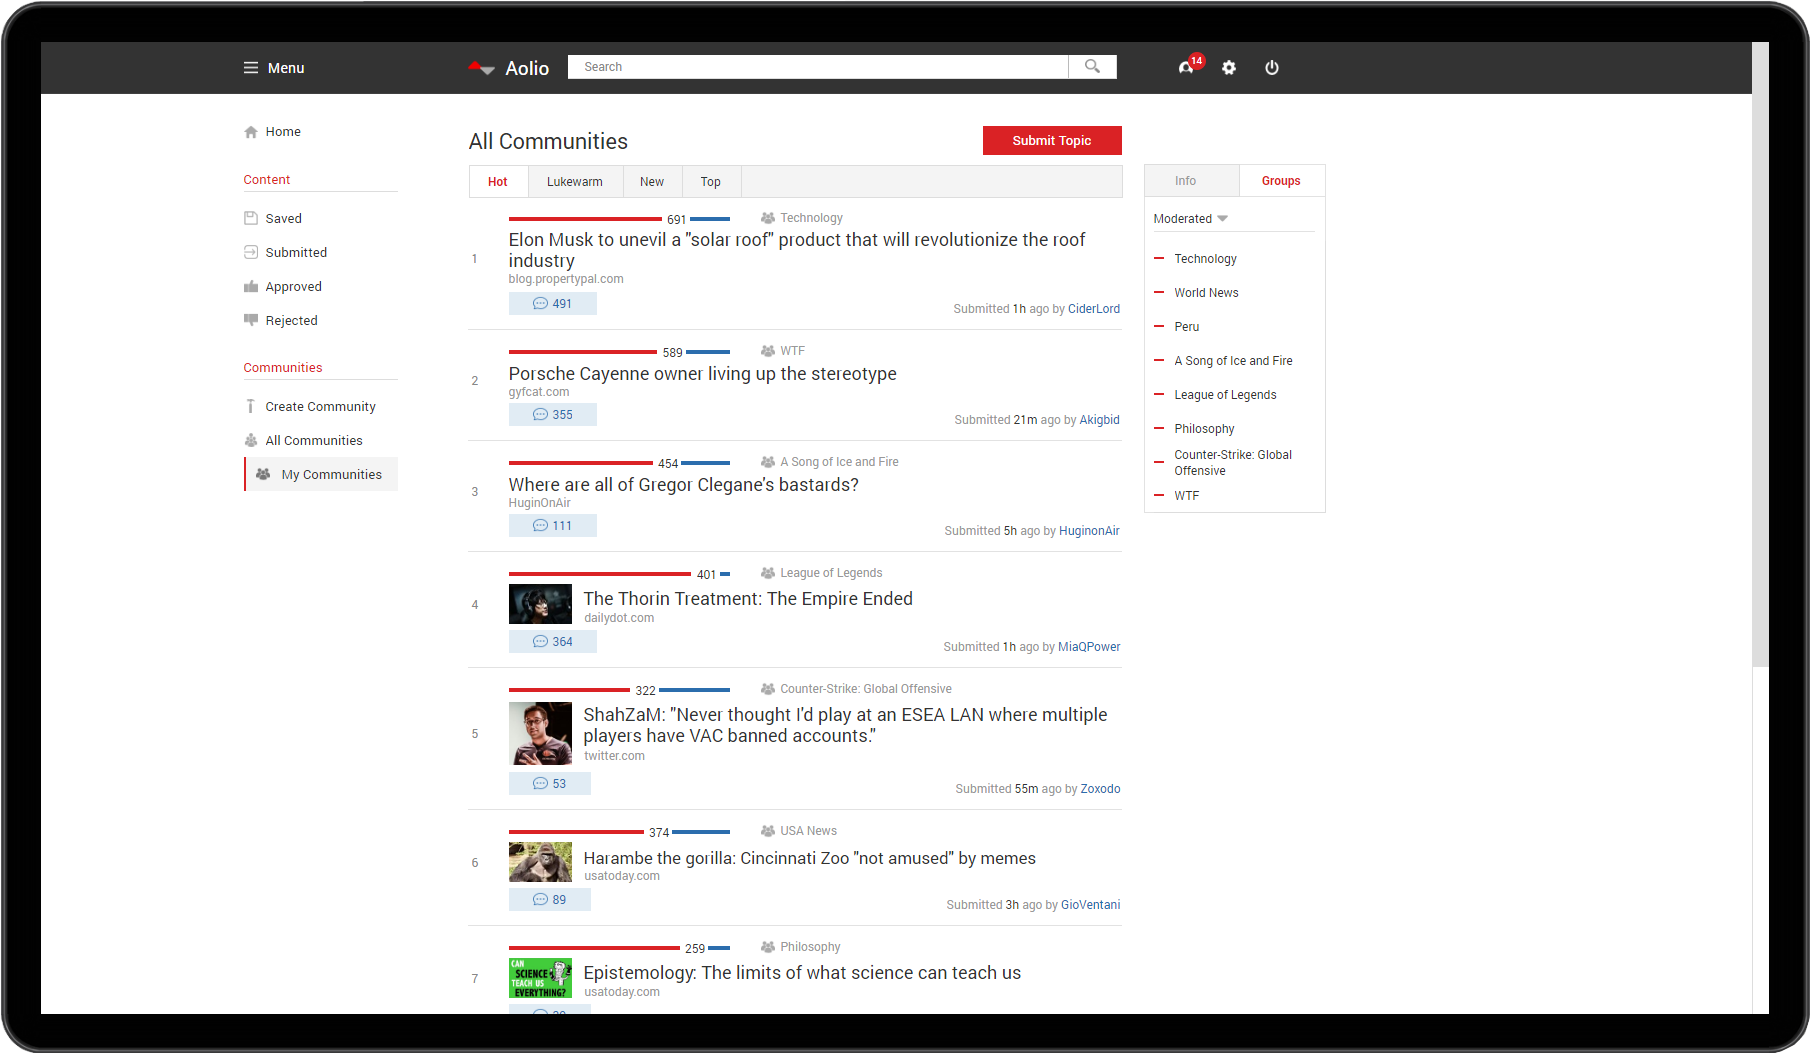 Menu
Aolio
Search
14
Home
Content
Saved
Submitted
Approved
Rejected
Communities
Create Community
All Communities
My Communities
All Communities
Submit Topic
Hot Lukewarm New Top
1
691 Technology
Elon Musk to unevil a "solar roof" product that will revolutionize the roof
industry
blog.propertypal.com
491
Submitted 1h ago by CiderLord
2
589 WTF
Porsche Cayenne owner living up the stereotype
gyfcat.com
355
Submitted 21m ago by Akigbid
3
454 A Song of Ice and Fire
Where are all of Gregor Clegane's bastards?
HuginOnAir
111
Submitted 5h ago by HuginonAir
4
401 League of Legends
The Thorin Treatment: The Empire Ended
dailydot.com
364
Submitted 1h ago by MiaQPower
5
322 Counter-Strike: Global Offensive
ShahZaM: "Never thought I'd play at an ESEA LAN where multiple
players have VAC banned accounts."
twitter.com
53
Submitted 55m ago by Zoxodo
6
374 USA News
Harambe the gorilla: Cincinnati Zoo "not amused" by memes
usatoday.com
89
Submitted 3h ago by GioVentani
7
259 Philosophy
CAN
SCIENCE
TEACH US
EVERYTHING?
Epistemology: The limits of what science can teach us
usatoday.com
Info Groups
Moderated
Technology
World News
Peru
A Song of Ice and Fire
League of Legends
Philosophy
Counter-Strike: Global
Offensive
WTF